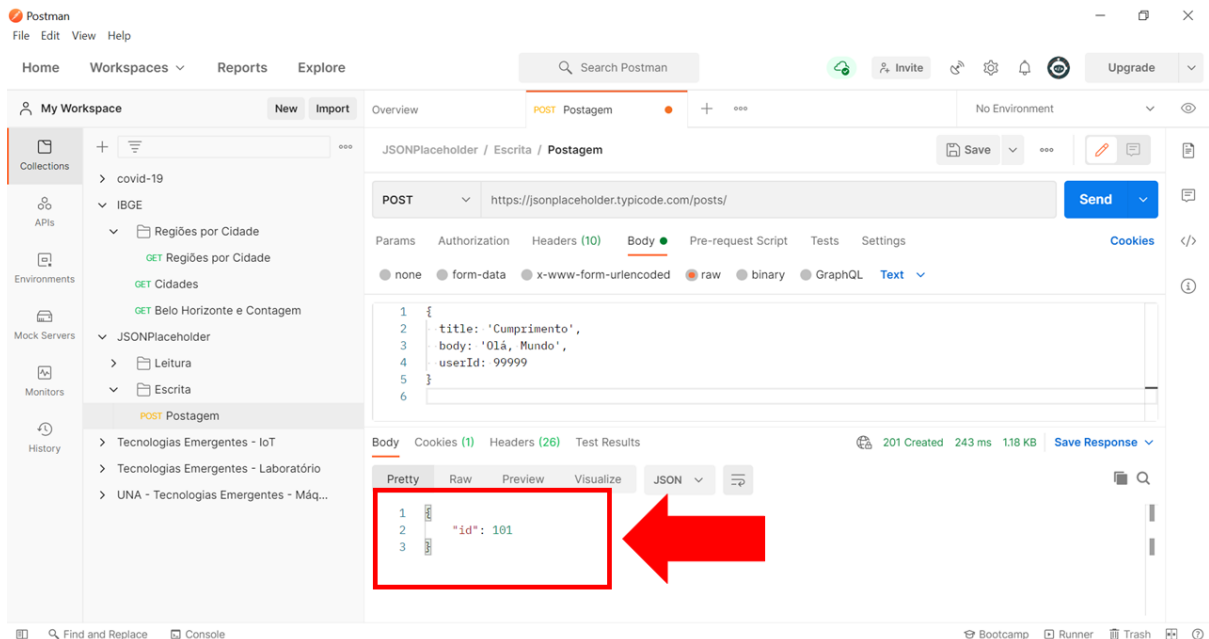 Postman
File Edit View Help
Home Workspaces Reports Explore Search Postman Invite Upgrade
My Workspace New Import Overview POST Postagem No Environment
Collections
APIs
Environments
Mock Servers
Monitors
History
covid-19
IBGE
Regiões por Cidade
GET Regiões por Cidade
GET Cidades
GET Belo Horizonte e Contagem
JSONPlaceholder
Leitura
Escrita
POST Postagem
Tecnologias Emergentes - IoT
Tecnologias Emergentes - Laboratório
UNA - Tecnologias Emergentes - Máq...
JSONPlaceholder / Escrita / Postagem Save
POST https://jsonplaceholder.typicode.com/posts/ Send
Params Authorization Headers (10) Body Pre-request Script Tests Settings Cookies
none form-data x-www-form-urlencoded raw binary GraphQL Text
1 {
2 title: 'Cumprimento',
3 body: 'Olá, Mundo',
4 userId: 99999
5 }
6
Body Cookies (1) Headers (26) Test Results 201 Created 243 ms 1.18 KB Save Response
Pretty Raw Preview Visualize JSON
1 {
2 "id": 101
3 }
Find and Replace Console Bootcamp Runner Trash